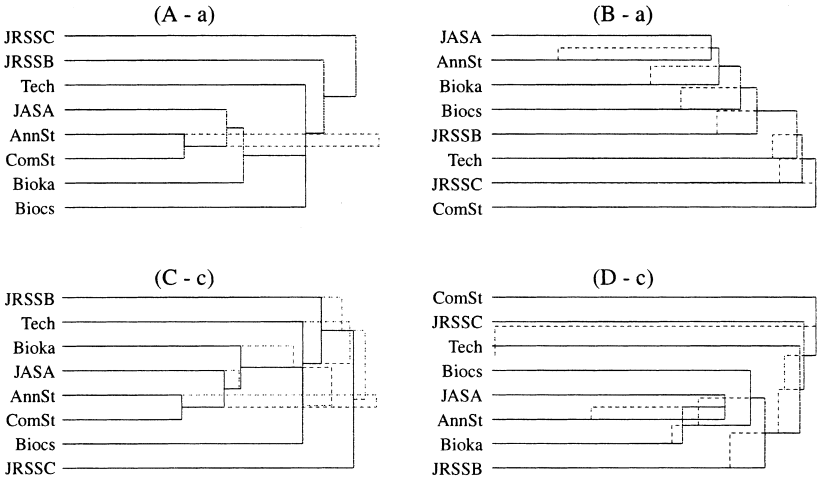 (A - a)
JRSSC
JRSSB
Tech
JASA
AnnSt
ComSt
Bioka
Biocs
(B - a)
JASA
AnnSt
Bioka
Biocs
JRSSB
Tech
JRSSC
ComSt
(C - c)
JRSSB
Tech
Bioka
JASA
AnnSt
ComSt
Biocs
JRSSC
(D - c)
ComSt
JRSSC
Tech
Biocs
JASA
AnnSt
Bioka
JRSSB